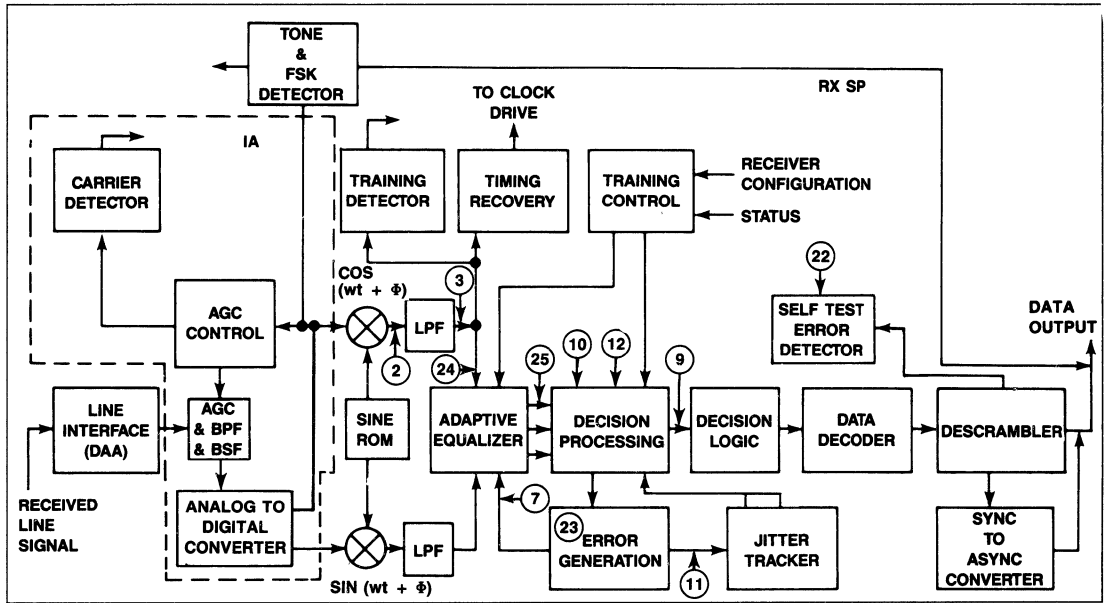 TONE
&
FSK
DETECTOR
RX SP
TO CLOCK
DRIVE
IA
CARRIER
DETECTOR
TRAINING
DETECTOR
TIMING
RECOVERY
TRAINING
CONTROL
RECEIVER
CONFIGURATION
STATUS
22
COS
(wt + Φ)
3
AGC
CONTROL
LPF
SELF TEST
ERROR
DETECTOR
DATA
OUTPUT
2
24
25
10
12
9
LINE
INTERFACE
(DAA)
AGC
& BPF
& BSF
SINE
ROM
ADAPTIVE
EQUALIZER
DECISION
PROCESSING
DECISION
LOGIC
DATA
DECODER
DESCRAMBLER
RECEIVED
LINE
SIGNAL
ANALOG TO
DIGITAL
CONVERTER
7
23
LPF
ERROR
GENERATION
11
JITTER
TRACKER
SYNC
TO
ASYNC
CONVERTER
SIN (wt + Φ)